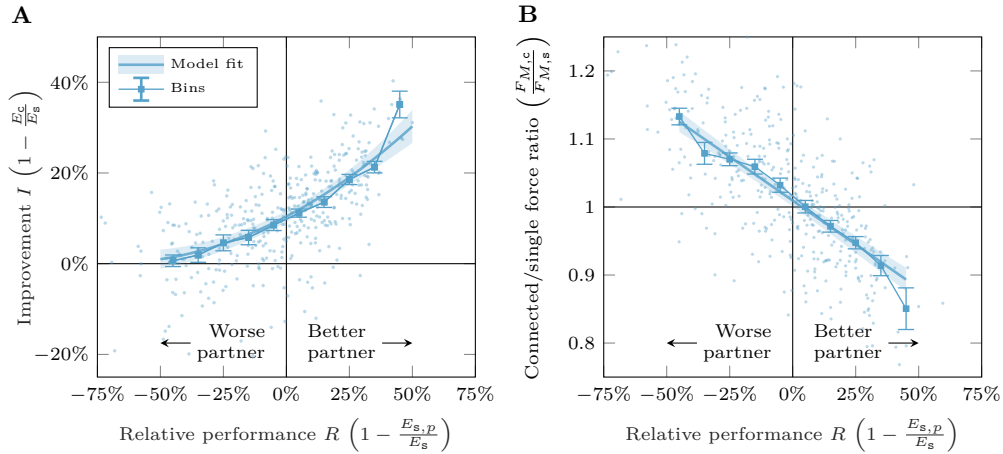 A
Improvement I (1 − E_c/E_s)
40%
20%
0%
−20%
Model fit
Bins
Worse partner
Better partner
−75% −50% −25% 0% 25% 50% 75%
Relative performance R (1 − E_s,p/E_s)
B
Connected/single force ratio (F_M,c/F_M,s)
1.2
1.1
1
0.9
0.8
Worse partner
Better partner
−75% −50% −25% 0% 25% 50% 75%
Relative performance R (1 − E_s,p/E_s)